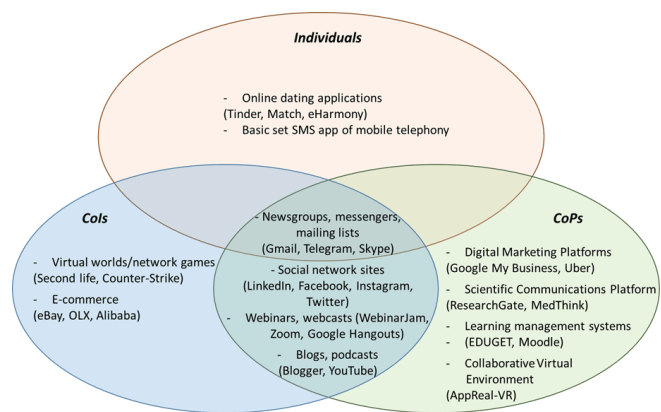 Individuals
- Online dating applications
(Tinder, Match, eHarmony)
- Basic set SMS app of mobile telephony
CoIs
- Virtual worlds/network games
(Second life, Counter-Strike)
- E-commerce
(eBay, OLX, Alibaba)
- Newsgroups, messengers,
mailing lists
(Gmail, Telegram, Skype)
- Social network sites
(LinkedIn, Facebook, Instagram,
Twitter)
- Webinars, webcasts (WebinarJam,
Zoom, Google Hangouts)
- Blogs, podcasts
(Blogger, YouTube)
CoPs
- Digital Marketing Platforms
(Google My Business, Uber)
- Scientific Communications Platform
(ResearchGate, MedThink)
- Learning management systems
- (EDUGET, Moodle)
- Collaborative Virtual
Environment
(AppReal-VR)